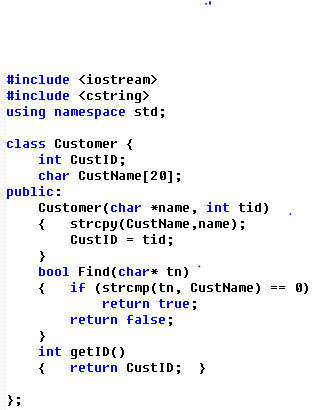 #include <iostream>
#include <cstring>
using namespace std;

class Customer {
    int CustID;
    char CustName[20];
public:
    Customer(char *name, int tid)
    {   strcpy(CustName,name);
        CustID = tid;
    }
    bool Find(char* tn)
    {   if (strcmp(tn, CustName) == 0)
            return true;
        return false;
    }
    int getID()
    {   return CustID;  }

};